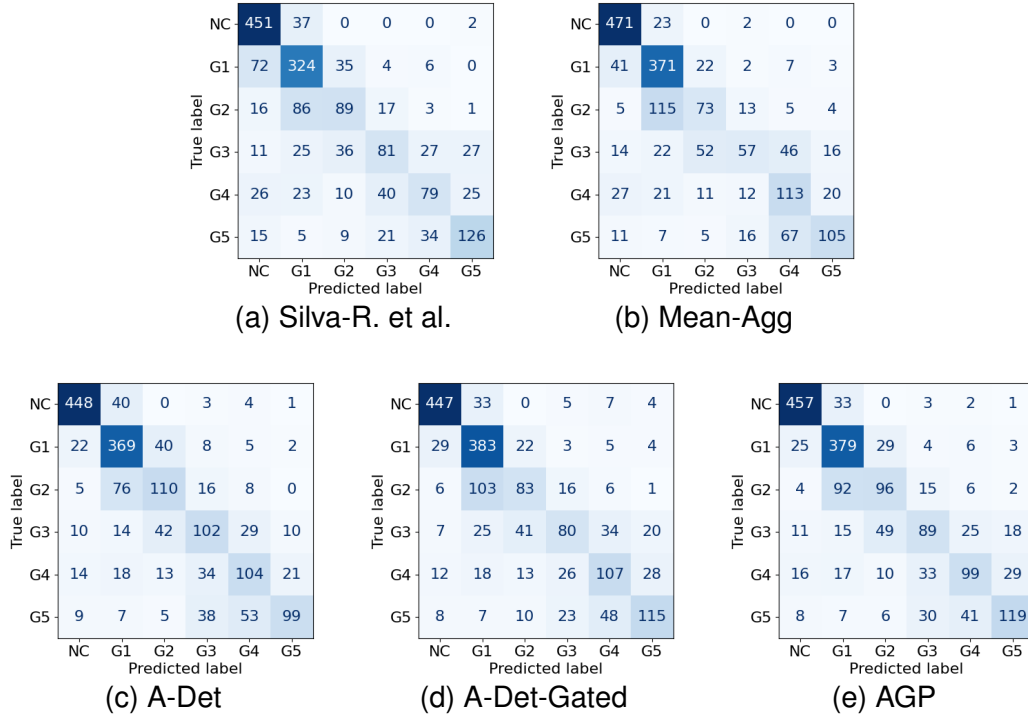 NC 451 37 0 0 0 2
G1 72 324 35 4 6 0
G2 16 86 89 17 3 1
G3 11 25 36 81 27 27
G4 26 23 10 40 79 25
G5 15 5 9 21 34 126
NC G1 G2 G3 G4 G5
True label
Predicted label
(a) Silva-R. et al.
NC 471 23 0 2 0 0
G1 41 371 22 2 7 3
G2 5 115 73 13 5 4
G3 14 22 52 57 46 16
G4 27 21 11 12 113 20
G5 11 7 5 16 67 105
NC G1 G2 G3 G4 G5
True label
Predicted label
(b) Mean-Agg
NC 448 40 0 3 4 1
G1 22 369 40 8 5 2
G2 5 76 110 16 8 0
G3 10 14 42 102 29 10
G4 14 18 13 34 104 21
G5 9 7 5 38 53 99
NC G1 G2 G3 G4 G5
True label
Predicted label
(c) A-Det
NC 447 33 0 5 7 4
G1 29 383 22 3 5 4
G2 6 103 83 16 6 1
G3 7 25 41 80 34 20
G4 12 18 13 26 107 28
G5 8 7 10 23 48 115
NC G1 G2 G3 G4 G5
True label
Predicted label
(d) A-Det-Gated
NC 457 33 0 3 2 1
G1 25 379 29 4 6 3
G2 4 92 96 15 6 2
G3 11 15 49 89 25 18
G4 16 17 10 33 99 29
G5 8 7 6 30 41 119
NC G1 G2 G3 G4 G5
True label
Predicted label
(e) AGP